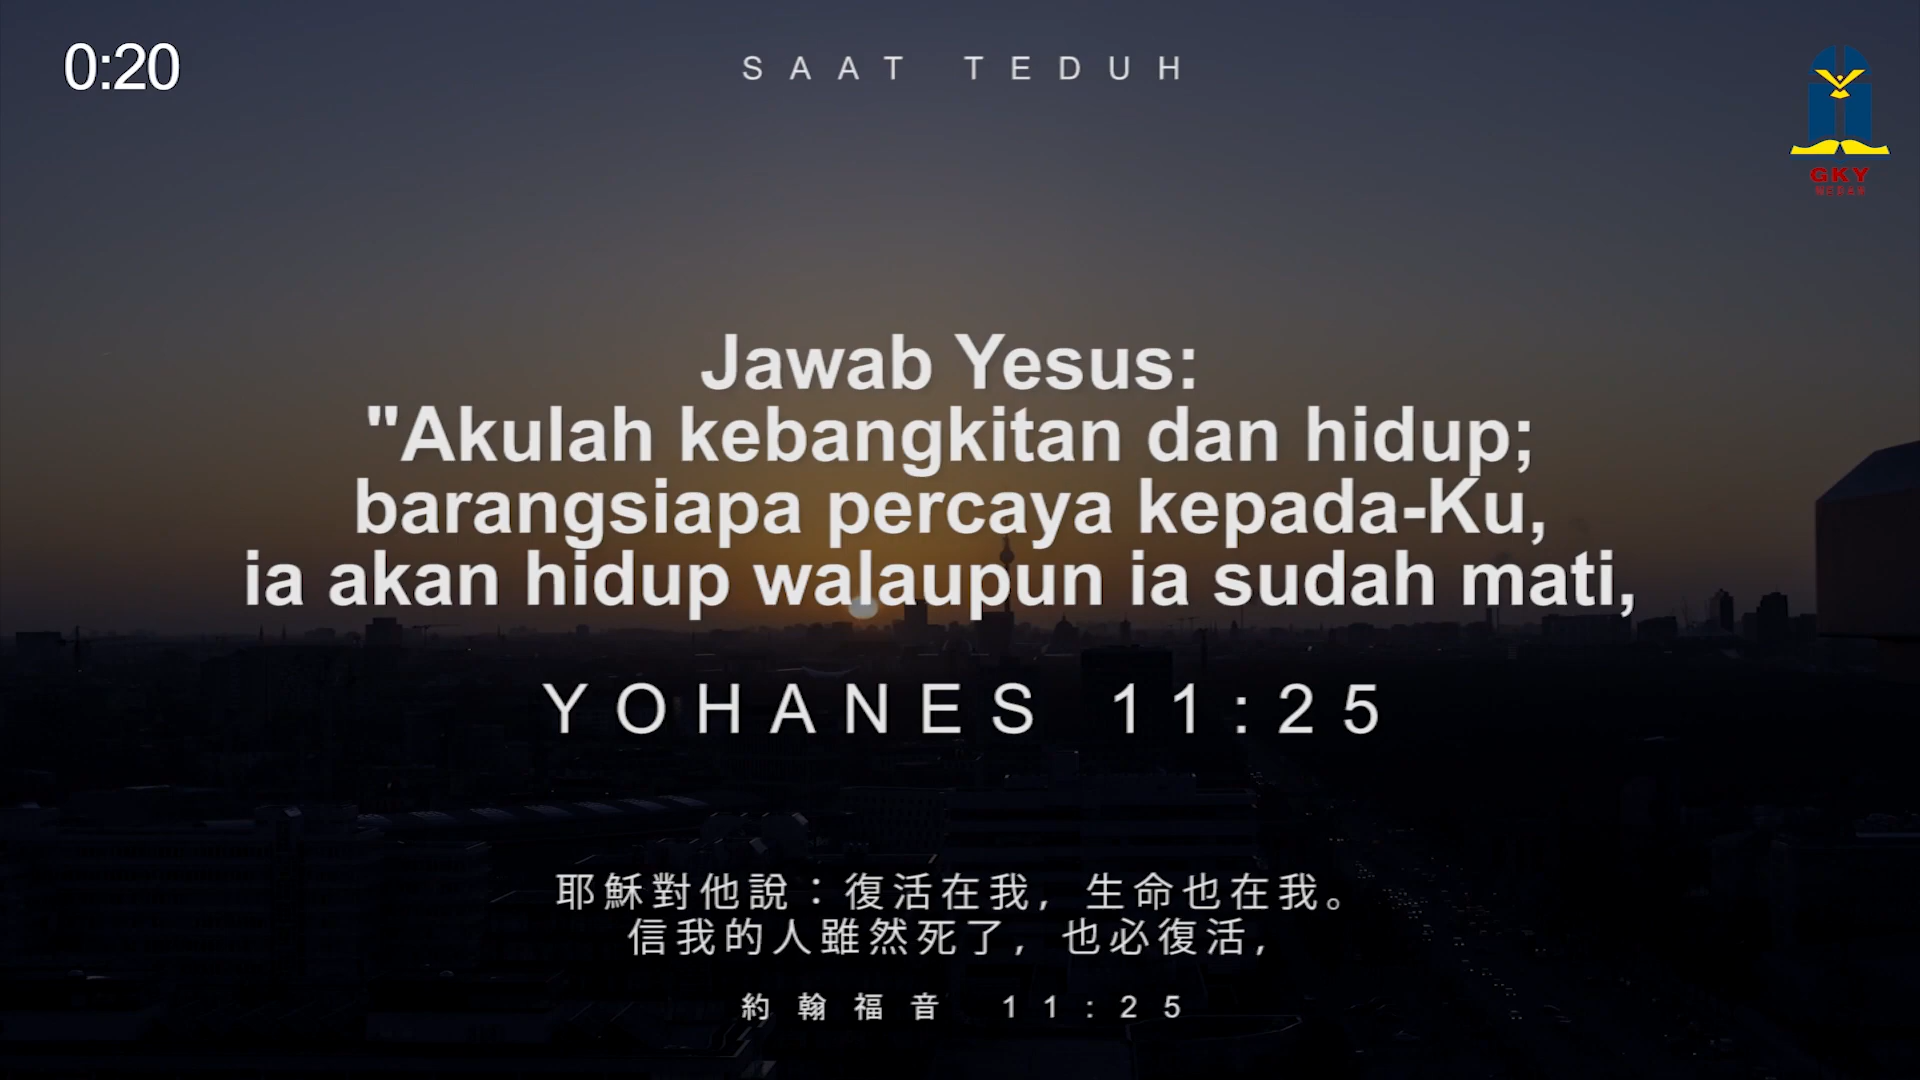 0:20
SAAT TEDUH
GKY
MEDAN
Jawab Yesus:
"Akulah kebangkitan dan hidup;
barangsiapa percaya kepada-Ku,
ia akan hidup walaupun ia sudah mati,
YOHANES 11:25
耶穌對他說：復活在我，生命也在我。
信我的人雖然死了，也必復活，
約翰福音 11:25